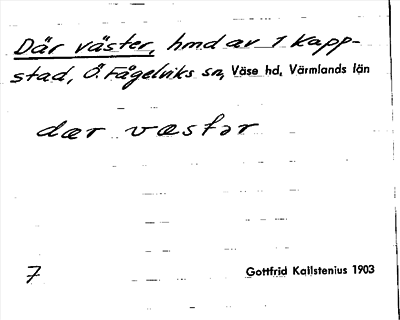 Där väster, hmd av 1 Kapp-
stad, Ö. Fågelviks sn, Väse hd, Värmlands län
dær væstər
7 Gottfrid Kallstenius 1903